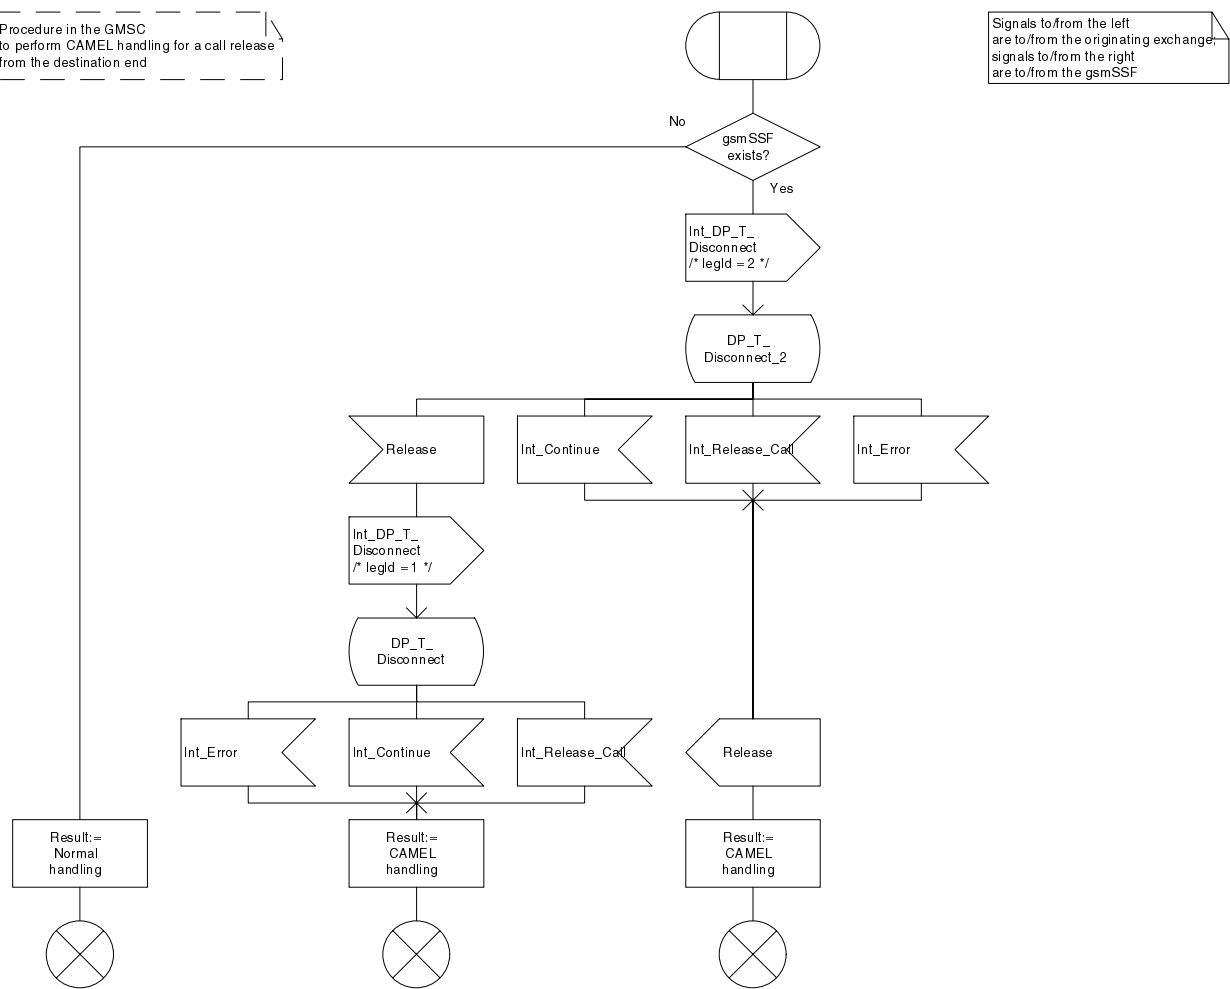 Procedure in the GMSC
to perform CAMEL handling for a call release
from the destination end
Signals to/from the left
are to/from the originating exchange;
signals to/from the right
are to/from the gsmSSF
No
gsmSSF
exists?
Yes
Int_DP_T_
Disconnect
/* legId = 2 */
DP_T_
Disconnect_2
Release
Int_Continue
Int_Release_Call
Int_Error
Int_DP_T_
Disconnect
/* legId = 1 */
DP_T_
Disconnect
Int_Error
Int_Continue
Int_Release_Call
Release
Result:=
Normal
handling
Result:=
CAMEL
handling
Result:=
CAMEL
handling